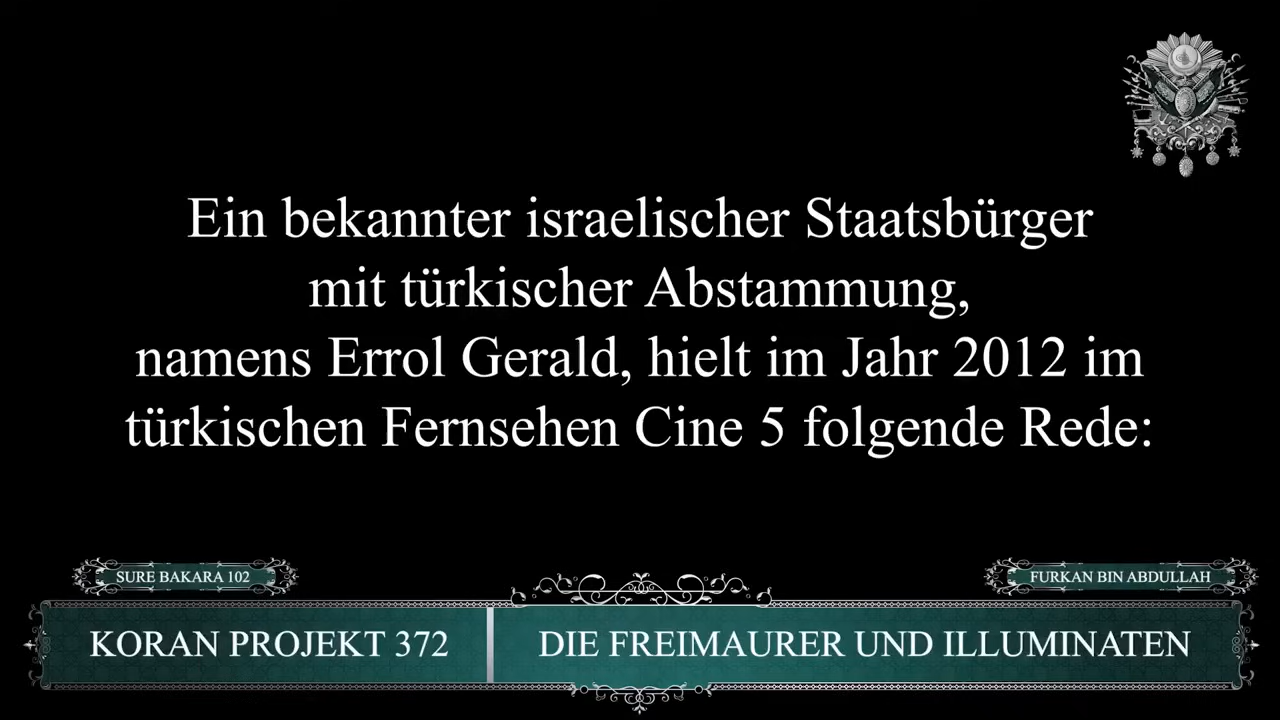 Ein bekannter israelischer Staatsbürger
mit türkischer Abstammung,
namens Errol Gerald, hielt im Jahr 2012 im
türkischen Fernsehen Cine 5 folgende Rede:
SURE BAKARA 102
FURKAN BIN ABDULLAH
KORAN PROJEKT 372
DIE FREIMAURER UND ILLUMINATEN